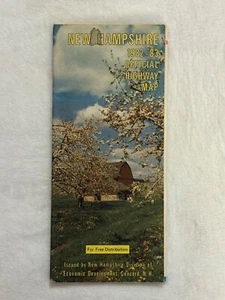 NEW HAMPSHIRE
1982-83
OFFICIAL
HIGHWAY
MAP
For Free Distribution
Issued by New Hampshire Division of
Economic Development, Concord, N.H.